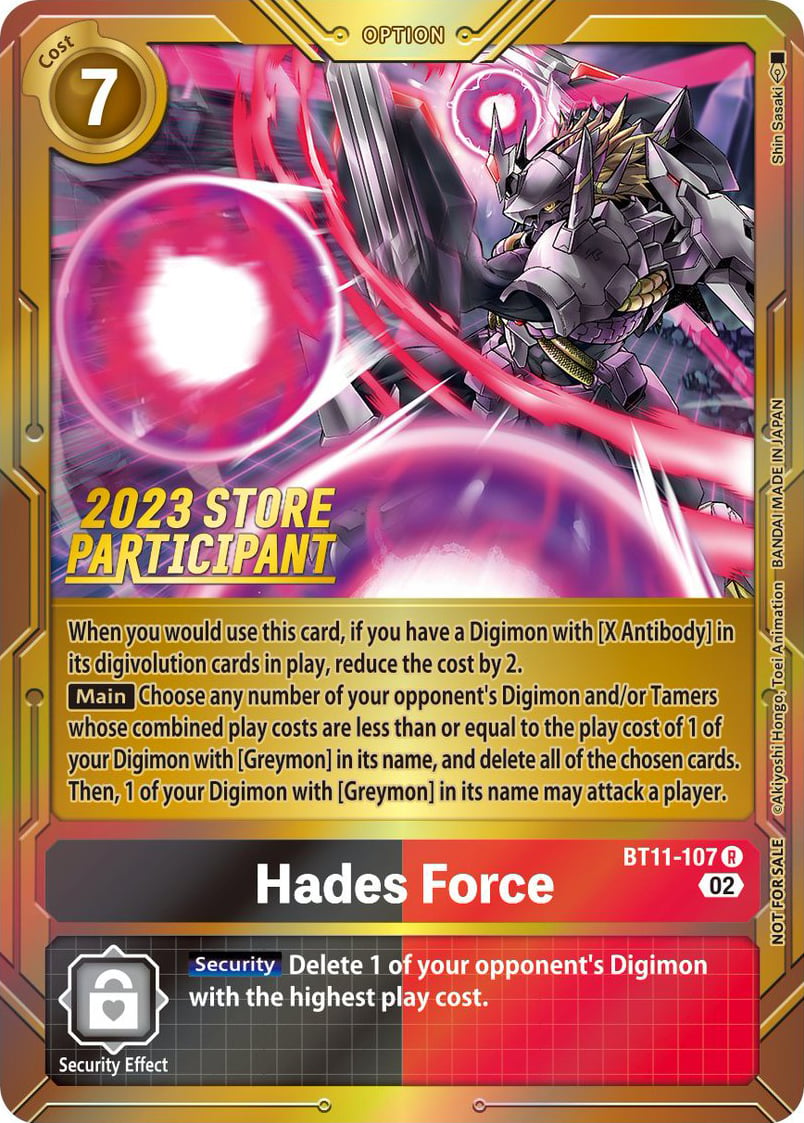 OPTION
Cost
7
Shin Sasaki
2023 STORE
PARTICIPANT
When you would use this card, if you have a Digimon with [X Antibody] in
its digivolution cards in play, reduce the cost by 2.
Main Choose any number of your opponent's Digimon and/or Tamers
whose combined play costs are less than or equal to the play cost of 1 of
your Digimon with [Greymon] in its name, and delete all of the chosen cards.
Then, 1 of your Digimon with [Greymon] in its name may attack a player.
©Akiyoshi Hongo, Toei Animation BANDAI MADE IN JAPAN
NOT FOR SALE
BT11-107 R
02
Hades Force
Security Delete 1 of your opponent's Digimon
with the highest play cost.
Security Effect